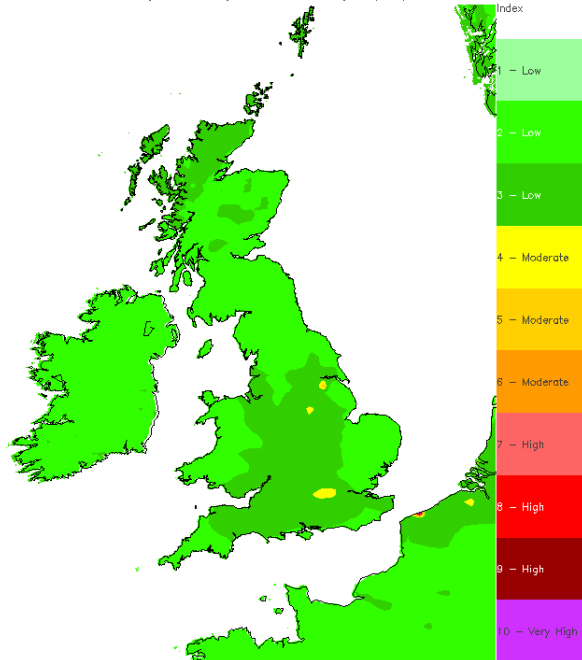 Index
1 - Low
2 - Low
3 - Low
4 - Moderate
5 - Moderate
6 - Moderate
7 - High
8 - High
9 - High
10 - Very High